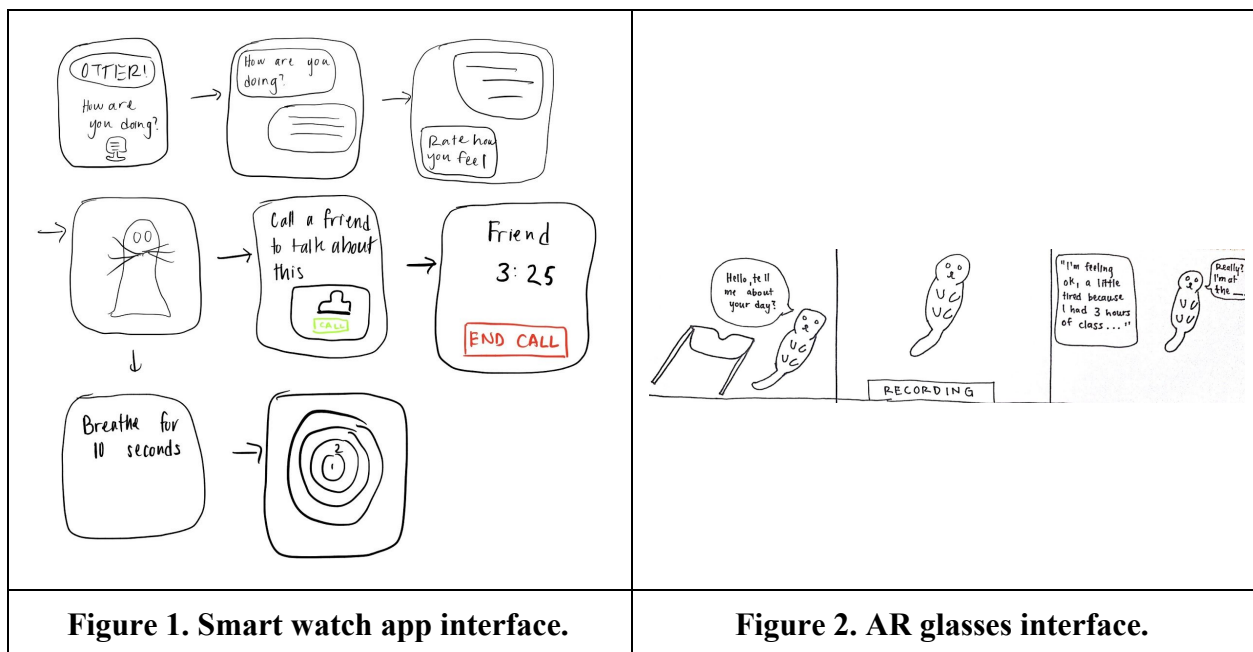 OTTER!
How are
you doing?
How are you
doing?
Rate how
you feel
Call a friend
to talk about
this
CALL
Friend
3:25
END CALL
Breathe for
10 seconds
2
1
Hello, tell
me about
your day?
RECORDING
"I'm feeling
ok, a little
tired because
I had 3 hours
of class..."
Really?
I'm at
the __
Figure 1. Smart watch app interface.
Figure 2. AR glasses interface.